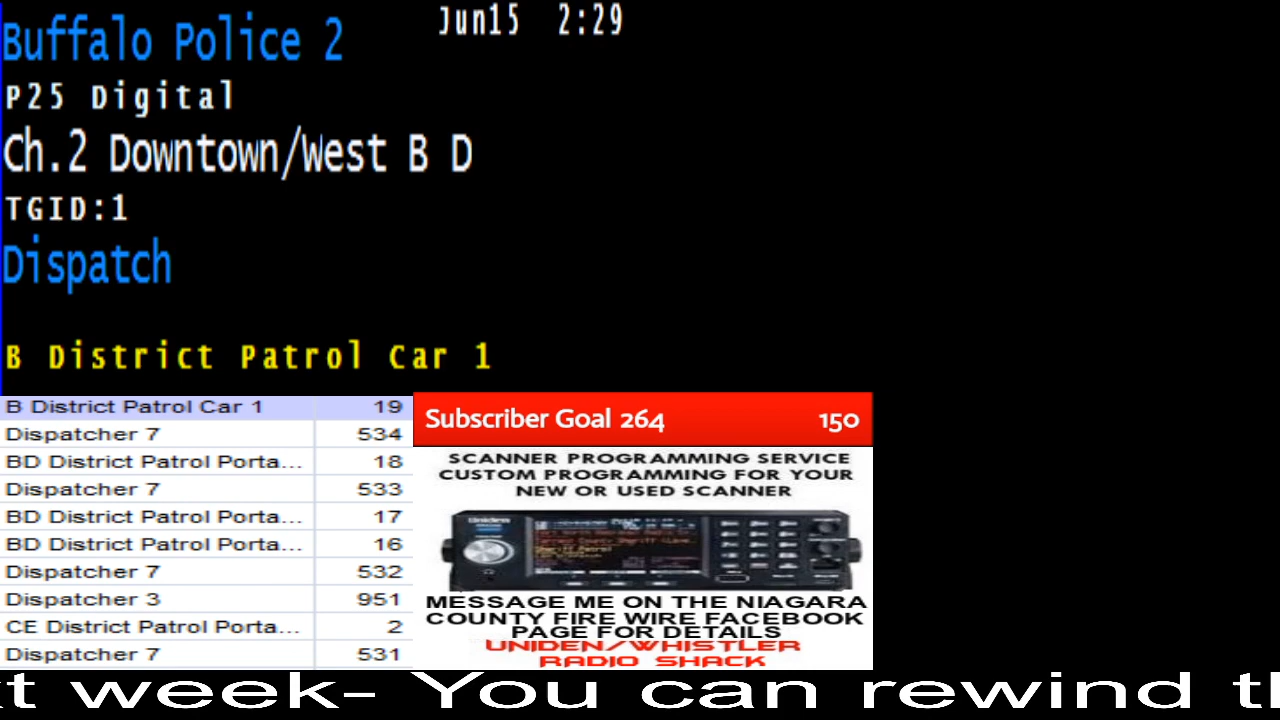 Buffalo Police 2
Jun15 2:29
P25 Digital
Ch.2 Downtown/West B D
TGID:1
Dispatch
B District Patrol Car 1
B District Patrol Car 1 19
Dispatcher 7 534
BD District Patrol Porta... 18
Dispatcher 7 533
BD District Patrol Porta... 17
BD District Patrol Porta... 16
Dispatcher 7 532
Dispatcher 3 951
CE District Patrol Porta... 2
Dispatcher 7 531
Subscriber Goal 264 150
SCANNER PROGRAMMING SERVICE
CUSTOM PROGRAMMING FOR YOUR
NEW OR USED SCANNER
Uniden
MESSAGE ME ON THE NIAGARA
COUNTY FIRE WIRE FACEBOOK
PAGE FOR DETAILS
UNIDEN/WHISTLER
RADIO SHACK
xt week- You can rewind th